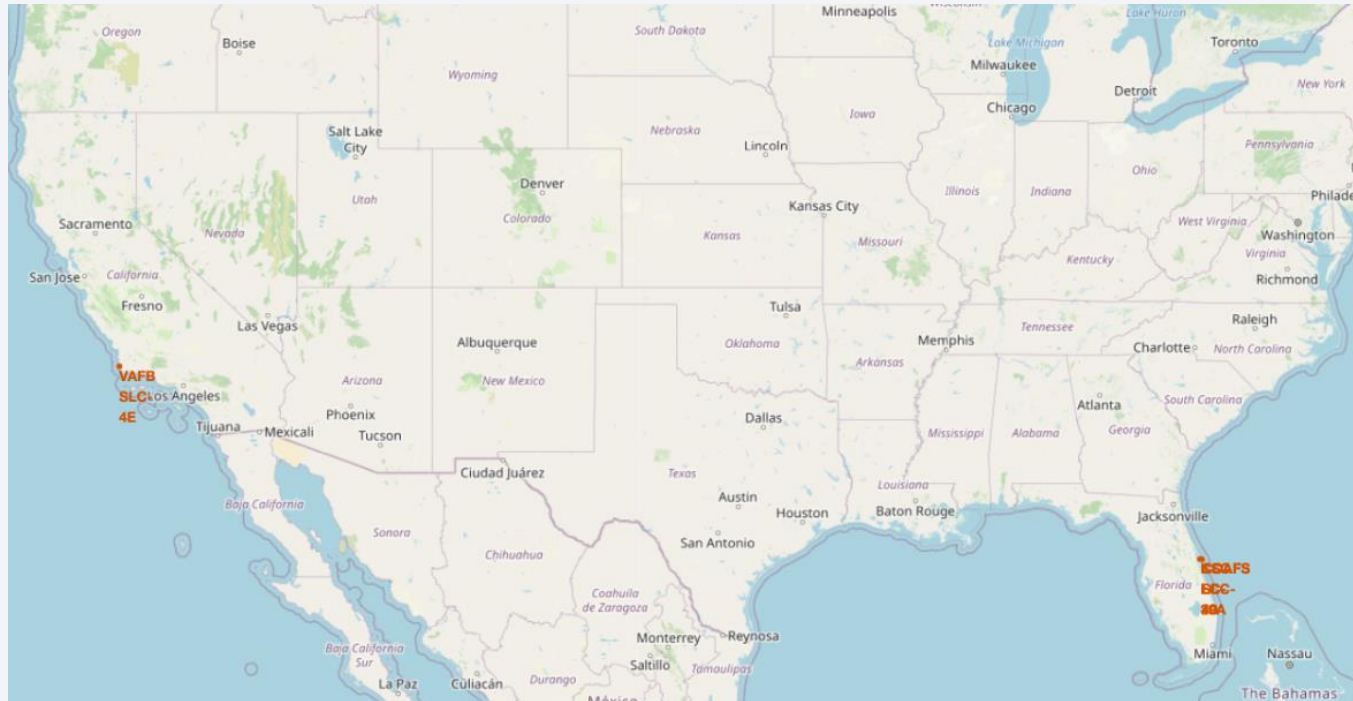 Minneapolis
Lake Huron
Oregon
South Dakota
Boise
Lake Michigan
Toronto
Milwaukee
Wyoming
New York
Detroit
Chicago
Iowa
Nebraska
Salt Lake
City
Lincoln
Pennsylvania
Ohio
Denver
Illinois
Indiana
Utah
Kansas City
Colorado
West Virginia
Sacramento
Nevada
Kansas
Missouri
Washington
Virginia
Kentucky
San Jose
California
Richmond
Fresno
Tulsa
Las Vegas
Raleigh
Tennessee
Albuquerque
Oklahoma
Memphis
Charlotte
North Carolina
Arkansas
VAFB
Arizona
New Mexico
SLC-
Los Angeles
South Carolina
4E
Phoenix
Atlanta
Dallas
Tijuana
Mexicali
Tucson
Mississippi
Alabama
Georgia
Ciudad Juárez
Texas
Louisiana
Baja California
Austin
Houston
Baton Rouge
Jacksonville
Sonora
San Antonio
Chihuahua
Florida
Coahuila
de Zaragoza
Monterrey
Reynosa
Baja California
Sur
Saltillo
Tamaulipas
Miami
Nassau
La Paz
Culiacán
Durango
México
The Bahamas